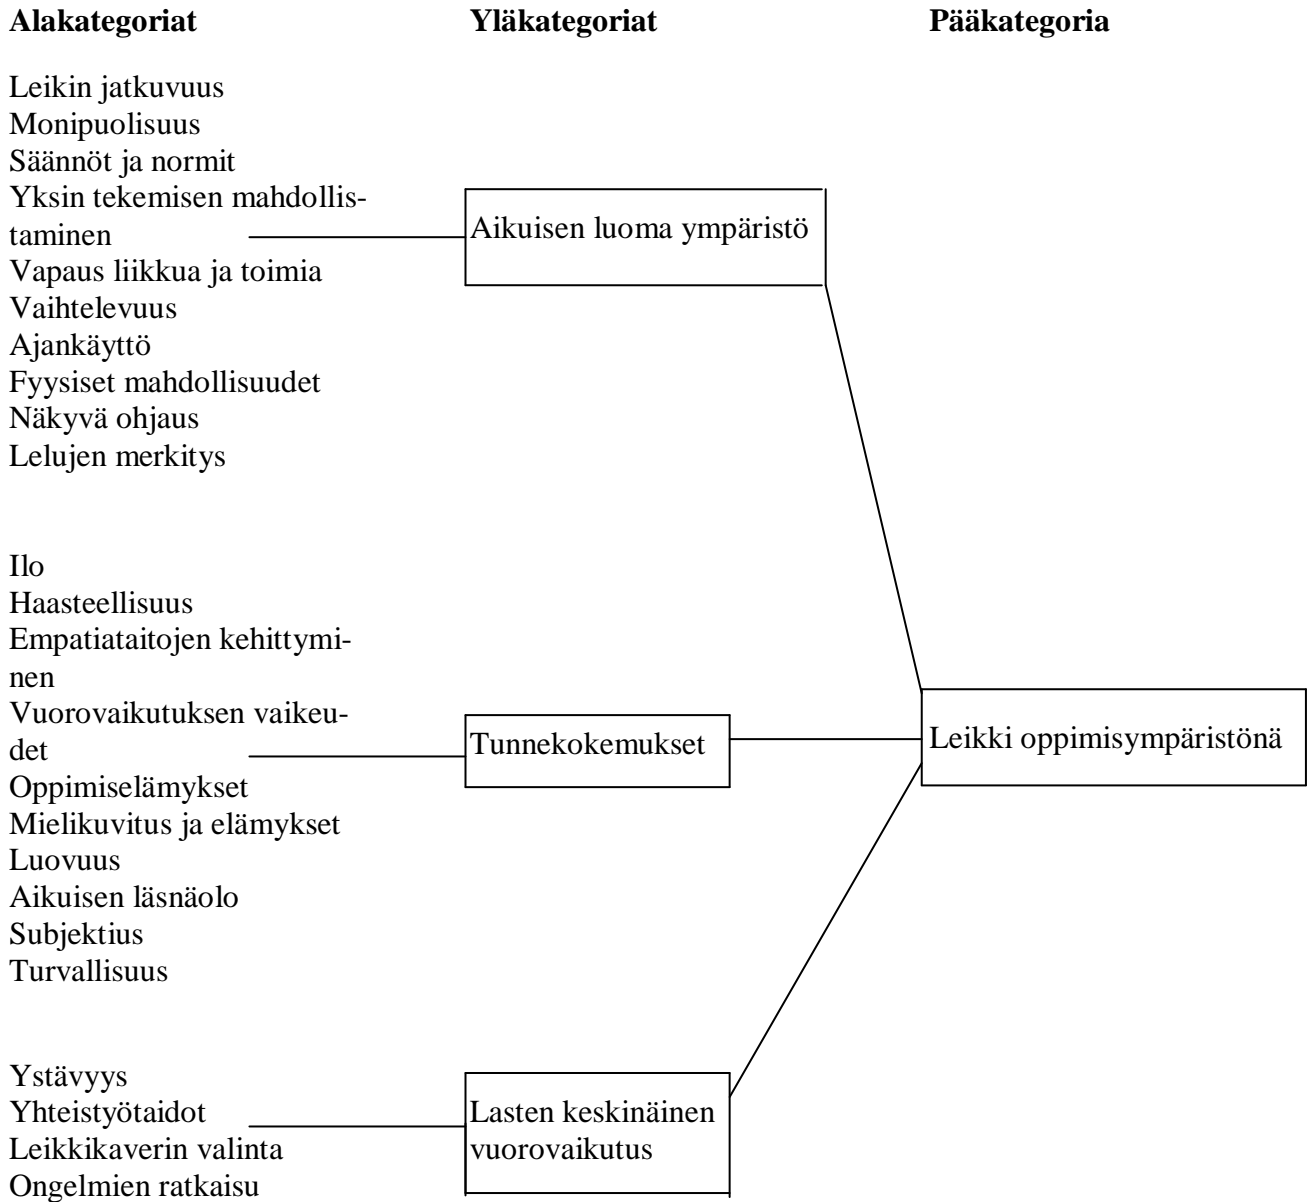 Alakategoriat Yläkategoriat Pääkategoria
Leikin jatkuvuus
Monipuolisuus
Säännöt ja normit
Yksin tekemisen mahdollis-
taminen
Vapaus liikkua ja toimia
Vaihtelevuus
Ajankäyttö
Fyysiset mahdollisuudet
Näkyvä ohjaus
Lelujen merkitys
Aikuisen luoma ympäristö
Ilo
Haasteellisuus
Empatiataitojen kehittymi-
nen
Vuorovaikutuksen vaikeu-
det
Oppimiselämykset
Mielikuvitus ja elämykset
Luovuus
Aikuisen läsnäolo
Subjektius
Turvallisuus
Tunnekokemukset
Leikki oppimisympäristönä
Ystävyys
Yhteistyötaidot
Leikkikaverin valinta
Ongelmien ratkaisu
Lasten keskinäinen
vuorovaikutus